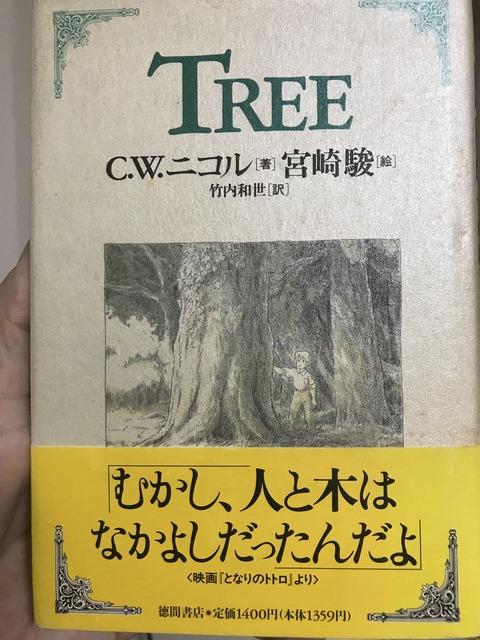 TREE
C.W.ニコル[著]宮崎駿[絵]
竹内和世[訳]
「むかし、人と木は
なかよしだったんだよ」
<映画『となりのトトロ』より>
徳間書店●定価1400円(本体1359円)